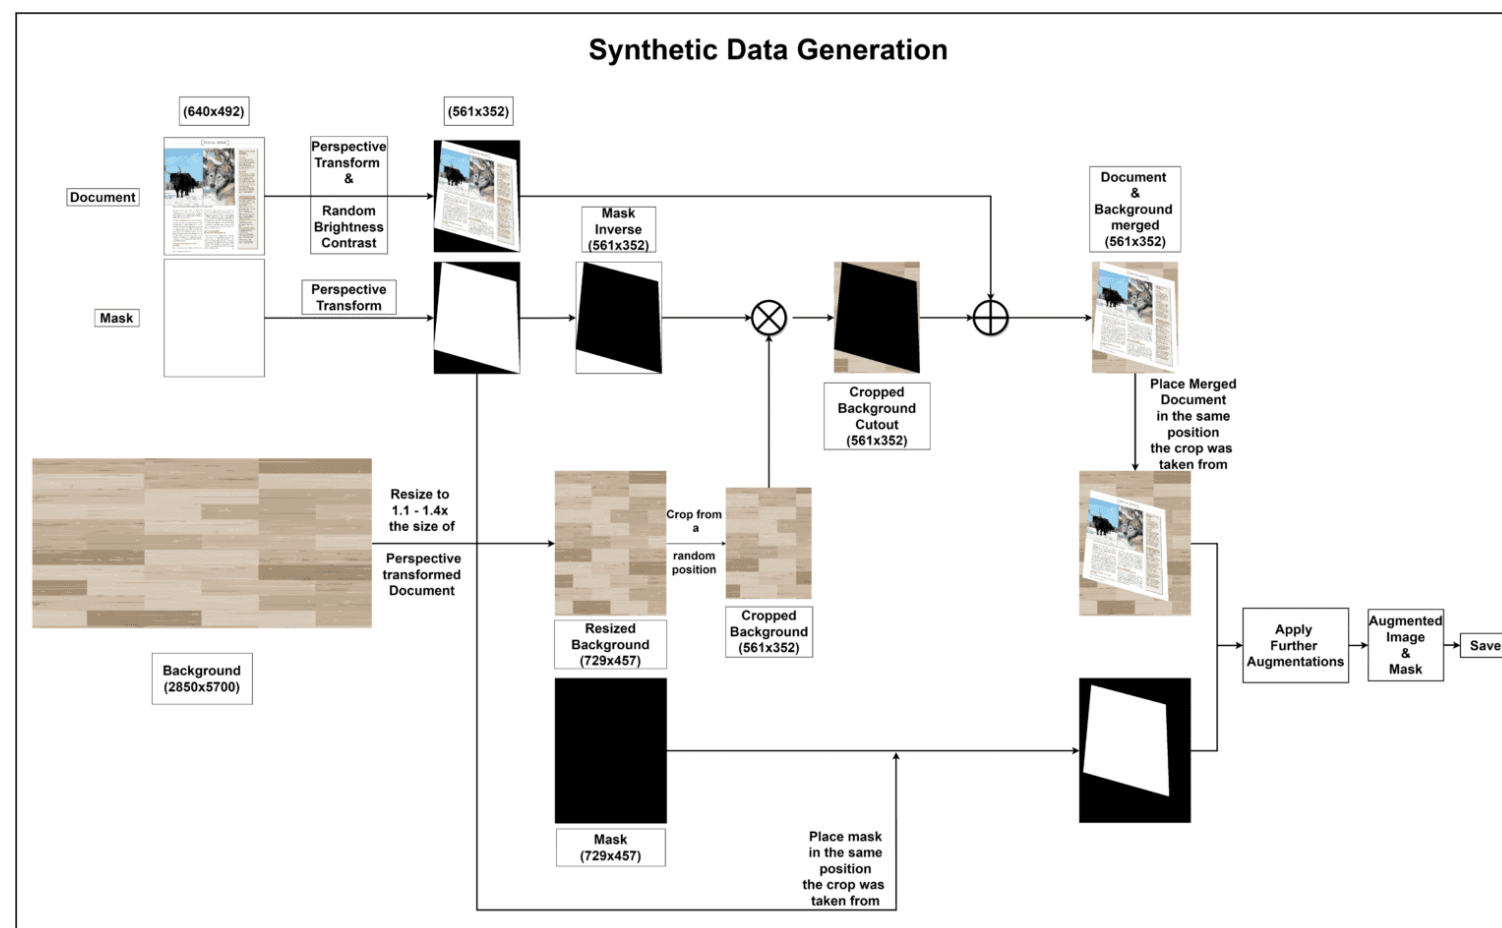 Synthetic Data Generation
(640x492)
(561x352)
Perspective
Transform
&
Random
Brightness
Contrast
Document
Mask
Inverse
(561x352)
Document
&
Background
merged
(561x352)
Perspective
Transform
Mask
Cropped
Background
Cutout
(561x352)
Place Merged
Document
in the same
position
the crop was
taken from
Resize to
1.1 - 1.4x
the size of
Perspective
transformed
Document
Crop from
a
random
position
Resized
Background
(729x457)
Cropped
Background
(561x352)
Background
(2850x5700)
Apply
Further
Augmentations
Augmented
Image
&
Mask
Save
Mask
(729x457)
Place mask
in the same
position
the crop was
taken from